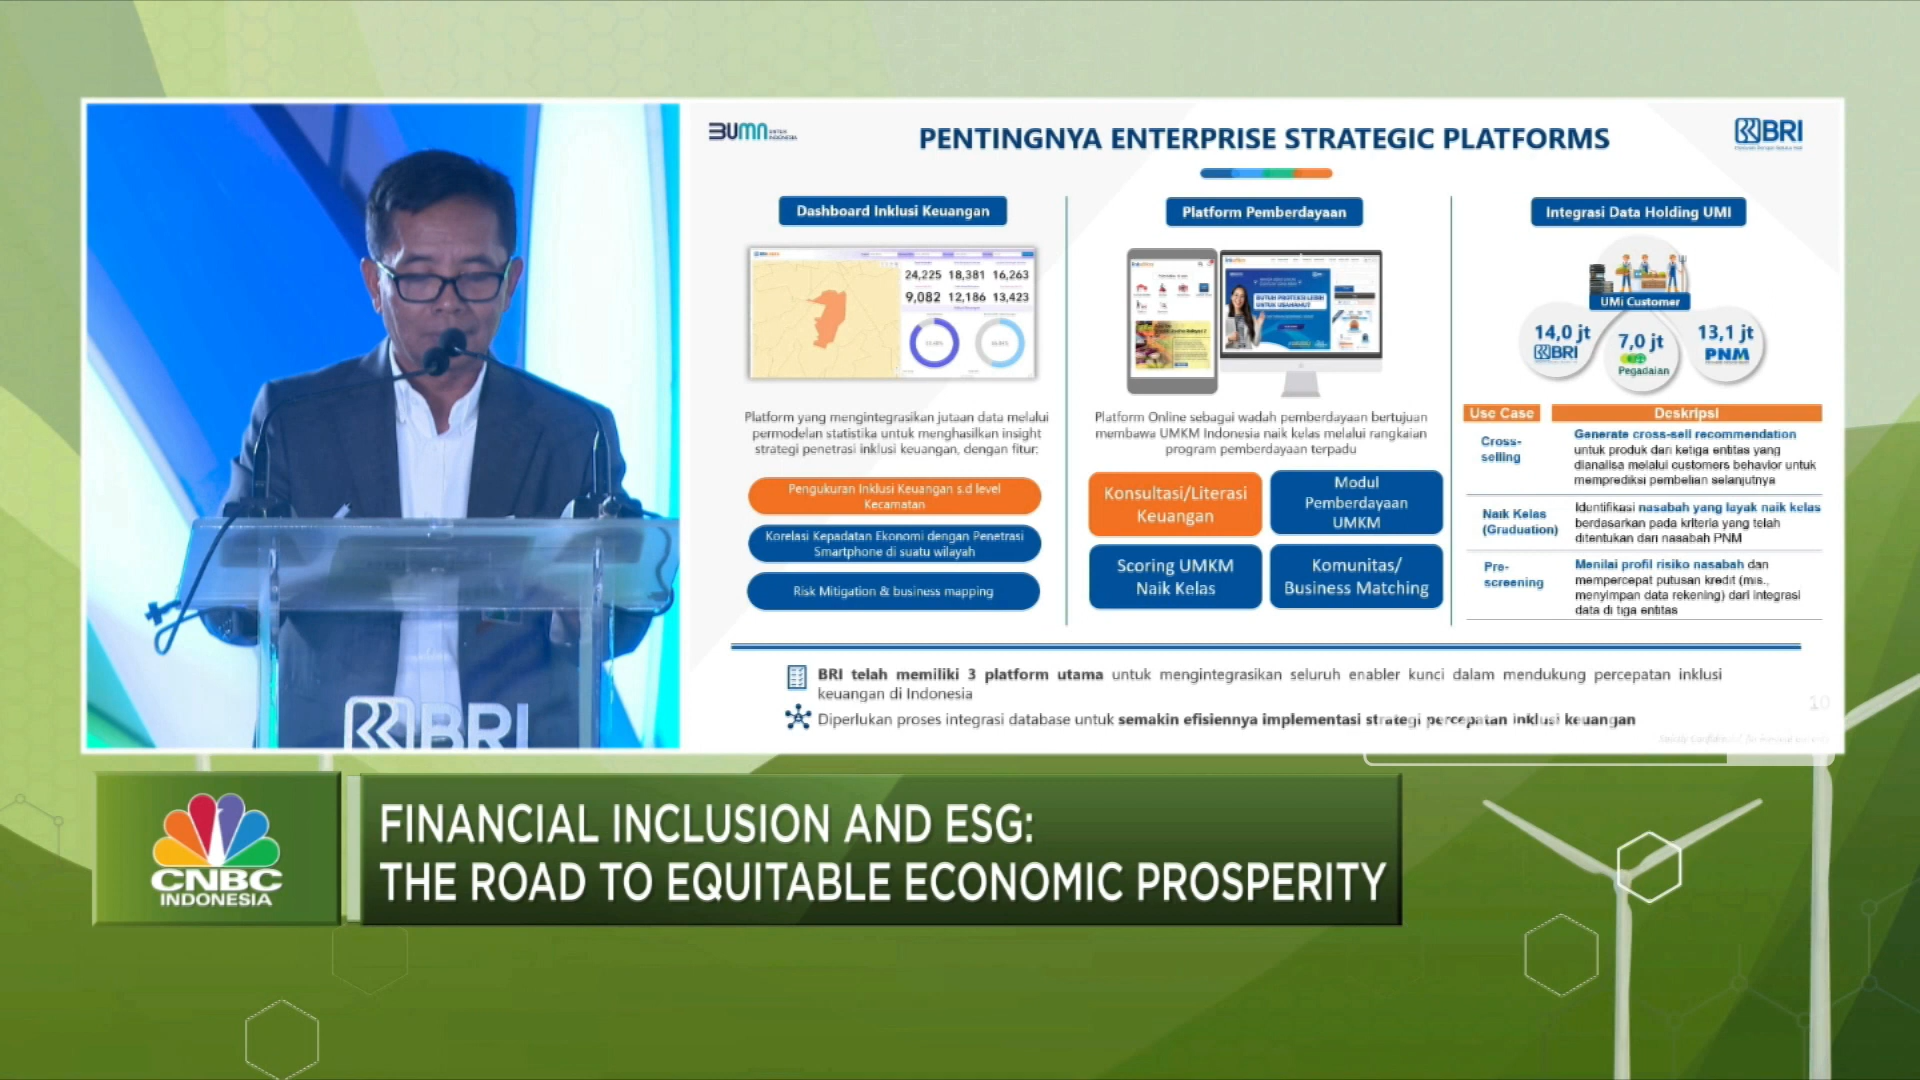 BUMN UNTUK INDONESIA
PENTINGNYA ENTERPRISE STRATEGIC PLATFORMS
BRI
Dashboard Inklusi Keuangan
24,225 18,381 16,263
9,082 12,186 13,423
Platform yang mengintegrasikan jutaan data melalui
permodelan statistika untuk menghasilkan insight
strategi penetrasi inklusi keuangan, dengan fitur:
Pengukuran Inklusi Keuangan s.d level
Kecamatan
Korelasi Kepadatan Ekonomi dengan Penetrasi
Smartphone di suatu wilayah
Risk Mitigation & business mapping
Platform Pemberdayaan
BUTUH PROTEKSI LEBIH
UNTUK USAHAMU?
Platform Online sebagai wadah pemberdayaan bertujuan
membawa UMKM Indonesia naik kelas melalui rangkaian
program pemberdayaan terpadu
Konsultasi/Literasi
Keuangan
Modul
Pemberdayaan
UMKM
Scoring UMKM
Naik Kelas
Komunitas/
Business Matching
Integrasi Data Holding UMI
UMi Customer
14,0 jt
BRI
7,0 jt
Pegadaian
13,1 jt
PNM
Use Case Deskripsi
Cross-
selling
Generate cross-sell recommendation
untuk produk dari ketiga entitas yang
dianalisa melalui customers behavior untuk
memprediksi pembelian selanjutnya
Naik Kelas
(Graduation)
Identifikasi nasabah yang layak naik kelas
berdasarkan pada kriteria yang telah
ditentukan dari nasabah PNM
Pre-
screening
Menilai profil risiko nasabah dan
mempercepat putusan kredit (mis.,
menyimpan data rekening) dari integrasi
data di tiga entitas
BRI telah memiliki 3 platform utama untuk mengintegrasikan seluruh enabler kunci dalam mendukung percepatan inklusi
keuangan di Indonesia
Diperlukan proses integrasi database untuk semakin efisiennya implementasi strategi percepatan inklusi keuangan
10
BRI
CNBC
INDONESIA
FINANCIAL INCLUSION AND ESG:
THE ROAD TO EQUITABLE ECONOMIC PROSPERITY